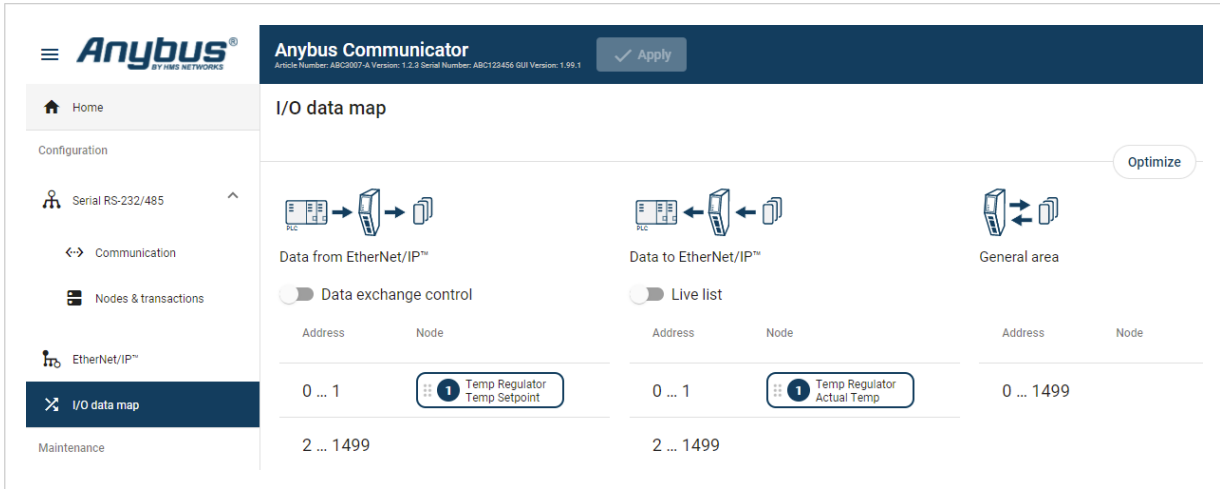 Anybus®
BY HMS NETWORKS
Anybus Communicator
Article Number: ABC3007-A Version: 1.2.3 Serial Number: ABC123456 GUI Version: 1.99.1
Apply
Home
Configuration
Serial RS-232/485
Communication
Nodes & transactions
EtherNet/IP™
I/O data map
Maintenance
I/O data map
Optimize
PLC
Data from EtherNet/IP™
Data exchange control
Address Node
0 ... 1 1 Temp Regulator
Temp Setpoint
2 ... 1499
PLC
Data to EtherNet/IP™
Live list
Address Node
0 ... 1 1 Temp Regulator
Actual Temp
2 ... 1499
General area
Address Node
0 ... 1499